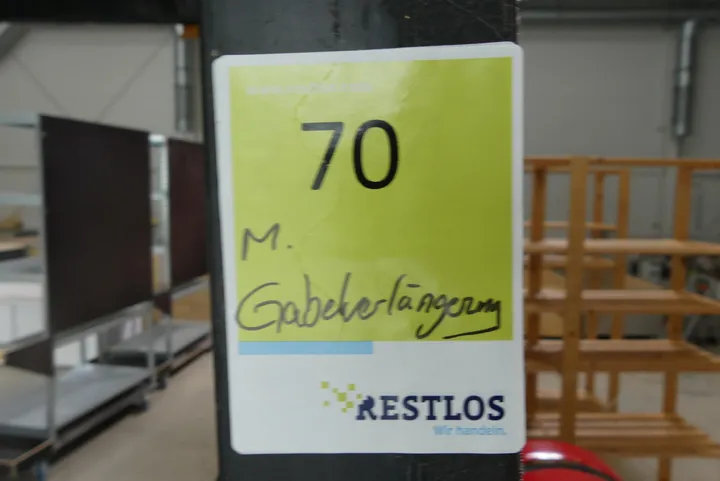 70
M.
Gabelverlängerung
RESTLOS
Wir handeln.